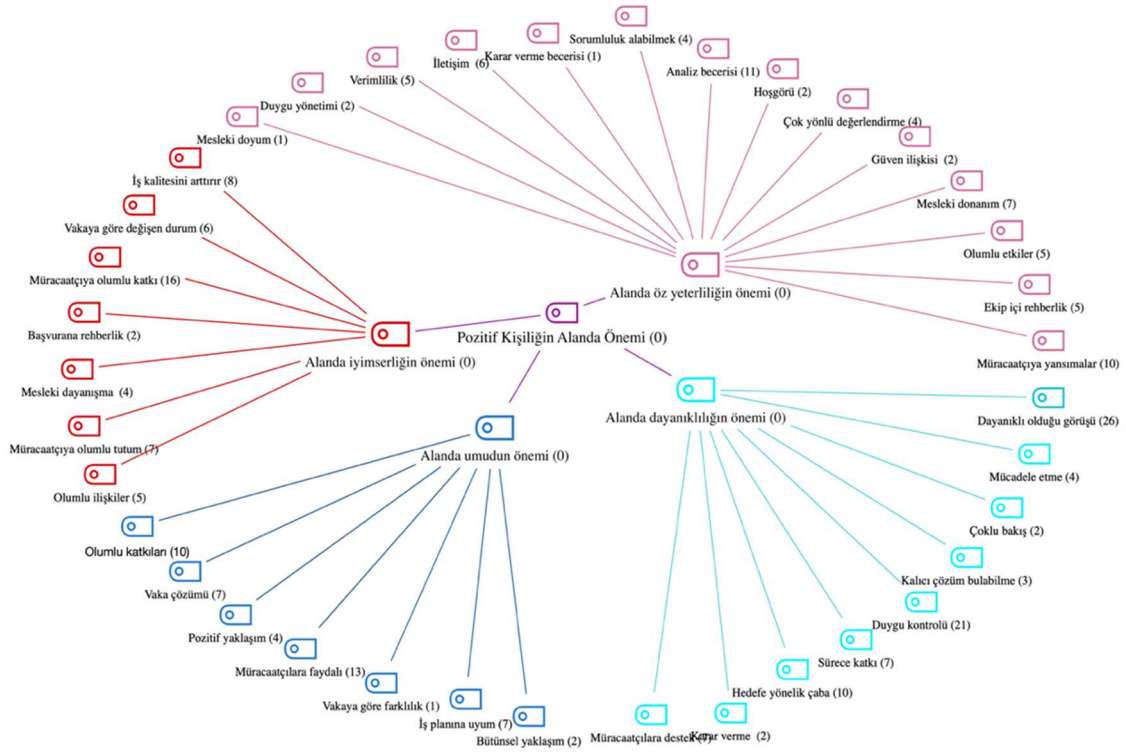 Sorumluluk alabilmek (4)
Karar verme becerisi (1)
İletişim (6)
Analiz becerisi (11)
Verimlilik (5)
Hoşgörü (2)
Duygu yönetimi (2)
Çok yönlü değerlendirme (4)
Mesleki doyum (1)
Güven ilişkisi (2)
İş kalitesini arttırır (8)
Mesleki donanım (7)
Vakaya göre değişen durum (6)
Olumlu etkiler (5)
Müracaatçıya olumlu katkı (16)
Alanda öz yeterliliğin önemi (0)
Ekip içi rehberlik (5)
Başvurana rehberlik (2)
Pozitif Kişiliğin Alanda Önemi (0)
Alanda iyimserliğin önemi (0)
Müracaatçıya yansımalar (10)
Mesleki dayanışma (4)
Alanda dayanıklılığın önemi (0)
Dayanıklı olduğu görüşü (26)
Müracaatçıya olumlu tutum (7)
Alanda umudun önemi (0)
Mücadele etme (4)
Olumlu ilişkiler (5)
Çoklu bakış (2)
Olumlu katkıları (10)
Kalıcı çözüm bulabilme (3)
Vaka çözümü (7)
Duygu kontrolü (21)
Pozitif yaklaşım (4)
Sürece katkı (7)
Müracaatçılara faydalı (13)
Hedefe yönelik çaba (10)
Vakaya göre farklılık (1)
İş planına uyum (7)
Bütünsel yaklaşım (2)
Müracaatçılara destek
Karar verme (2)